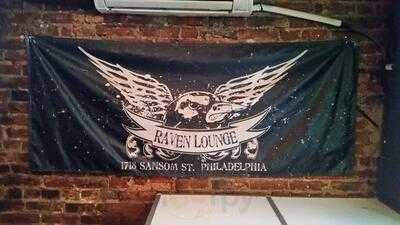 RAVEN LOUNGE
1718 SANSOM ST. PHILADELPHIA